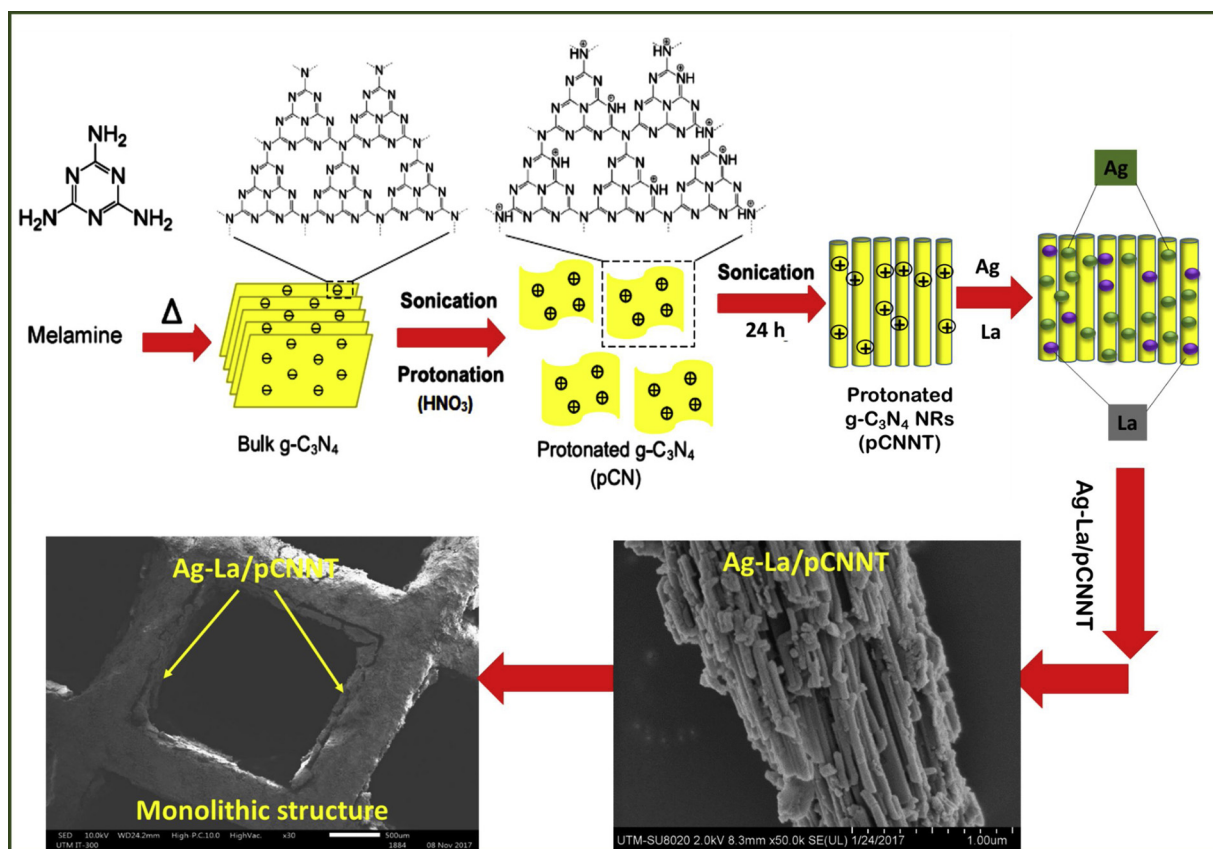 NH₂
N
N
H₂N
N
NH₂
Melamine
Δ
Bulk g-C₃N₄
Sonication
Protonation
(HNO₃)
Protonated g-C₃N₄
(pCN)
Sonication
24 h
Protonated
g-C₃N₄ NRs
(pCNNT)
Ag
La
Ag
La
Ag-La/pCNNT
Ag-La/pCNNT
Monolithic structure
SED 10.0kV WD24.2mm High-P.C.10.0 HighVac. x30 500um
UTM IT-300 1884 08 Nov 2017
Ag-La/pCNNT
UTM-SU8020 2.0kV 8.3mm x50.0k SE(UL) 1/24/2017 1.00um